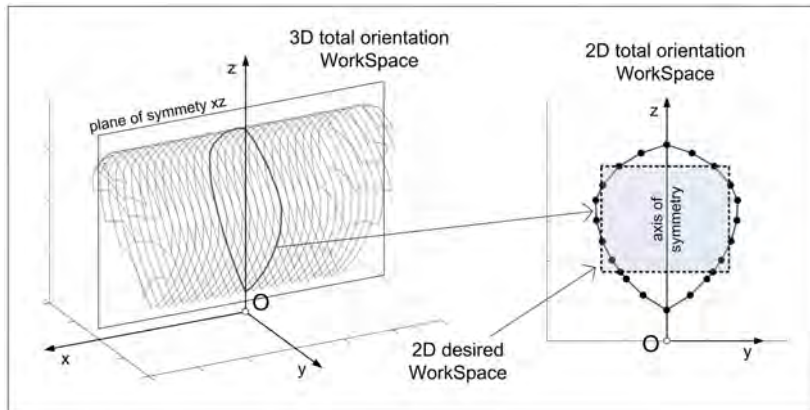 3D total orientation
WorkSpace
z
plane of symmety xz
O
x
y
2D total orientation
WorkSpace
z
axis of
symmetry
O
y
2D desired
WorkSpace